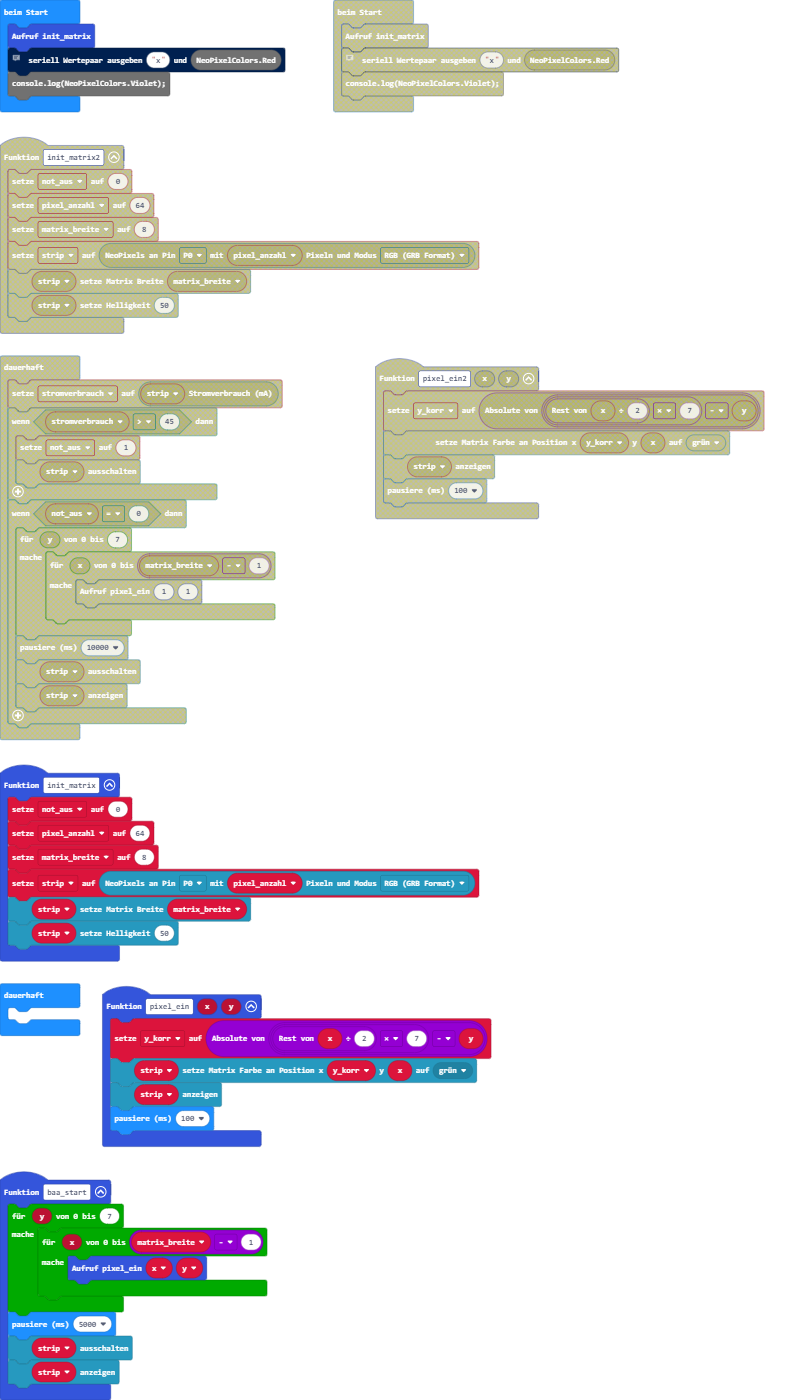 beim Start
Aufruf init_matrix
seriell Wertepaar ausgeben "x" und NeoPixelColors.Red
console.log(NeoPixelColors.Violet);
beim Start
Aufruf init_matrix
seriell Wertepaar ausgeben "x" und NeoPixelColors.Red
console.log(NeoPixelColors.Violet);
Funktion init_matrix2
setze not_aus auf 0
setze pixel_anzahl auf 64
setze matrix_breite auf 8
setze strip auf NeoPixels an Pin P0 mit pixel_anzahl Pixeln und Modus RGB (GRB Format)
strip setze Matrix Breite matrix_breite
strip setze Helligkeit 50
dauerhaft
setze stromverbrauch auf strip Stromverbrauch (mA)
wenn stromverbrauch > 45 dann
setze not_aus auf 1
strip ausschalten
wenn not_aus = 0 dann
für y von 0 bis 7
mache
für x von 0 bis matrix_breite - 1
mache Aufruf pixel_ein 1 1
pausiere (ms) 10000
strip ausschalten
strip anzeigen
Funktion pixel_ein2 x y
setze y_korr auf Absolute von Rest von x ÷ 2 × 7 - y
setze Matrix Farbe an Position x y_korr y x auf grün
strip anzeigen
pausiere (ms) 100
Funktion init_matrix
setze not_aus auf 0
setze pixel_anzahl auf 64
setze matrix_breite auf 8
setze strip auf NeoPixels an Pin P0 mit pixel_anzahl Pixeln und Modus RGB (GRB Format)
strip setze Matrix Breite matrix_breite
strip setze Helligkeit 50
dauerhaft
Funktion pixel_ein x y
setze y_korr auf Absolute von Rest von x ÷ 2 × 7 - y
strip setze Matrix Farbe an Position x y_korr y x auf grün
strip anzeigen
pausiere (ms) 100
Funktion baa_start
für y von 0 bis 7
mache
für x von 0 bis matrix_breite - 1
mache Aufruf pixel_ein x y
pausiere (ms) 5000
strip ausschalten
strip anzeigen